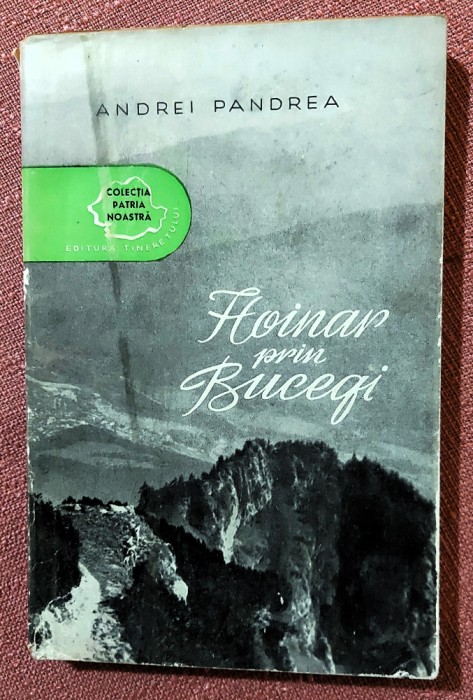 ANDREI PANDREA
COLECȚIA
PATRIA
NOASTRĂ
EDITURA TINERETULUI
Hoinar
prin
Bucegi